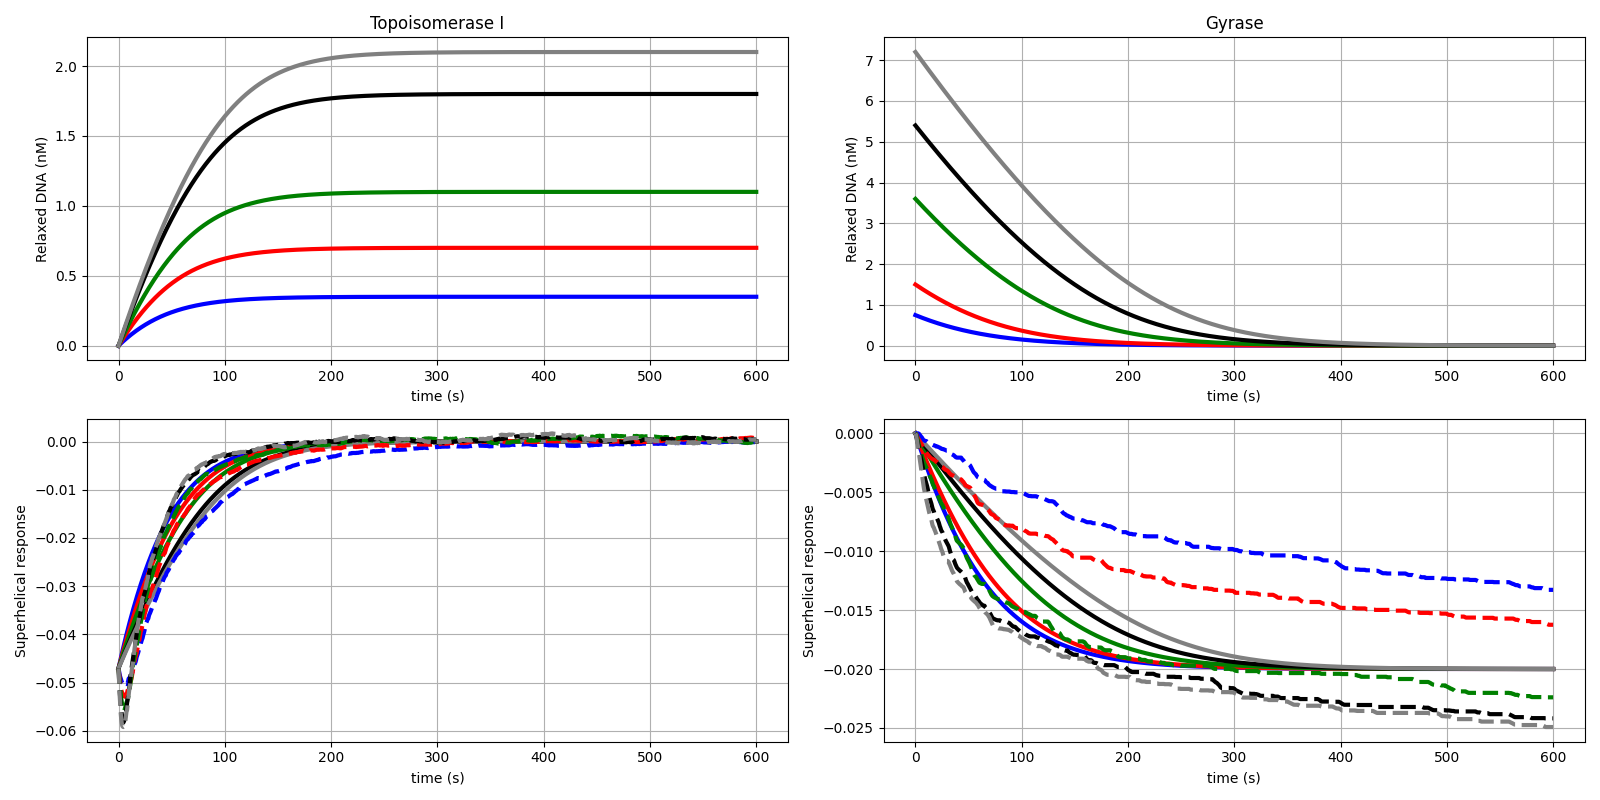 Topoisomerase I
Relaxed DNA (nM)
2.0
1.5
1.0
0.5
0.0
0 100 200 300 400 500 600
time (s)
Gyrase
Relaxed DNA (nM)
7
6
5
4
3
2
1
0
0 100 200 300 400 500 600
time (s)
Superhelical response
0.00
−0.01
−0.02
−0.03
−0.04
−0.05
−0.06
0 100 200 300 400 500 600
time (s)
Superhelical response
0.000
−0.005
−0.010
−0.015
−0.020
−0.025
0 100 200 300 400 500 600
time (s)